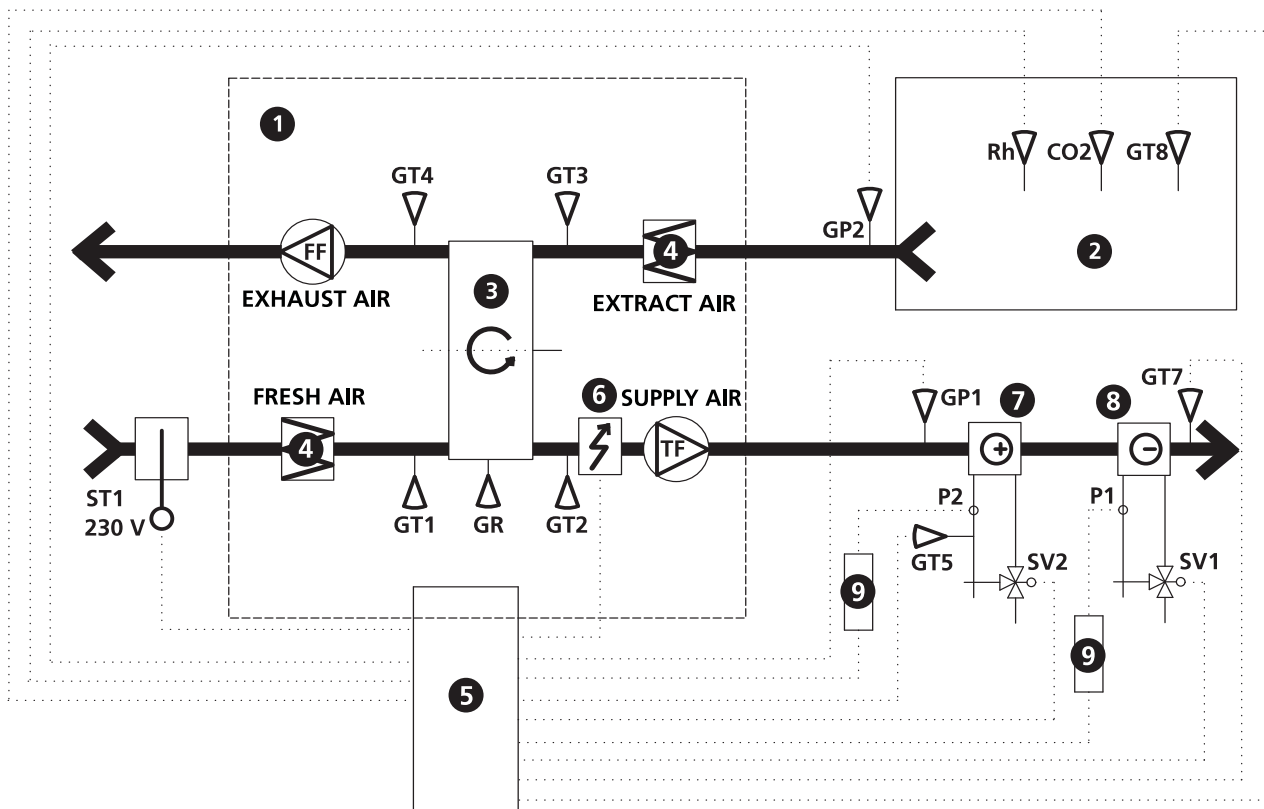 1
Rh
CO2
GT8
GT4
GT3
GP2
FF
4
2
3
EXHAUST AIR
EXTRACT AIR
FRESH AIR
6
SUPPLY AIR
GP1
7
8
GT7
4
TF
ST1
230 V
GT1
GR
GT2
P2
P1
GT5
SV2
SV1
9
9
5